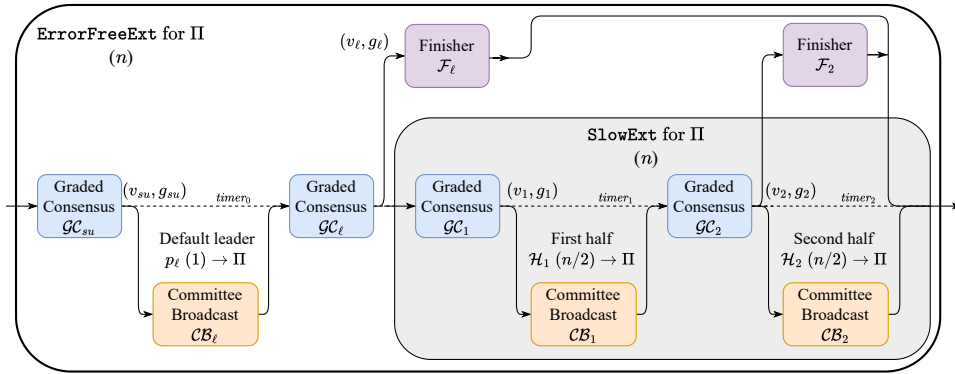 ErrorFreeExt for Π
(n)
(v_ℓ, g_ℓ)
Finisher
ℱ_ℓ
Finisher
ℱ_2
SlowExt for Π
(n)
Graded
Consensus
𝒢𝒞_su
(v_su, g_su)
timer_0
Graded
Consensus
𝒢𝒞_ℓ
Graded
Consensus
𝒢𝒞_1
(v_1, g_1)
timer_1
Graded
Consensus
𝒢𝒞_2
(v_2, g_2)
timer_2
Default leader
p_ℓ (1) → Π
First half
ℋ_1 (n/2) → Π
Second half
ℋ_2 (n/2) → Π
Committee
Broadcast
𝒞ℬ_ℓ
Committee
Broadcast
𝒞ℬ_1
Committee
Broadcast
𝒞ℬ_2